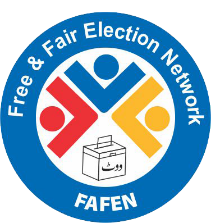 Free & Fair Election Network
ووٹ
FAFEN